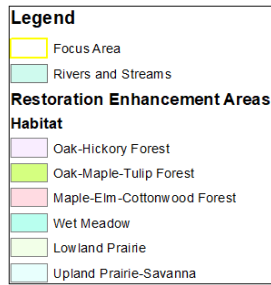 Legend
Focus Area
Rivers and Streams
Restoration Enhancement Areas
Habitat
Oak-Hickory Forest
Oak-Maple-Tulip Forest
Maple-Elm-Cottonwood Forest
Wet Meadow
Lowland Prairie
Upland Prairie-Savanna